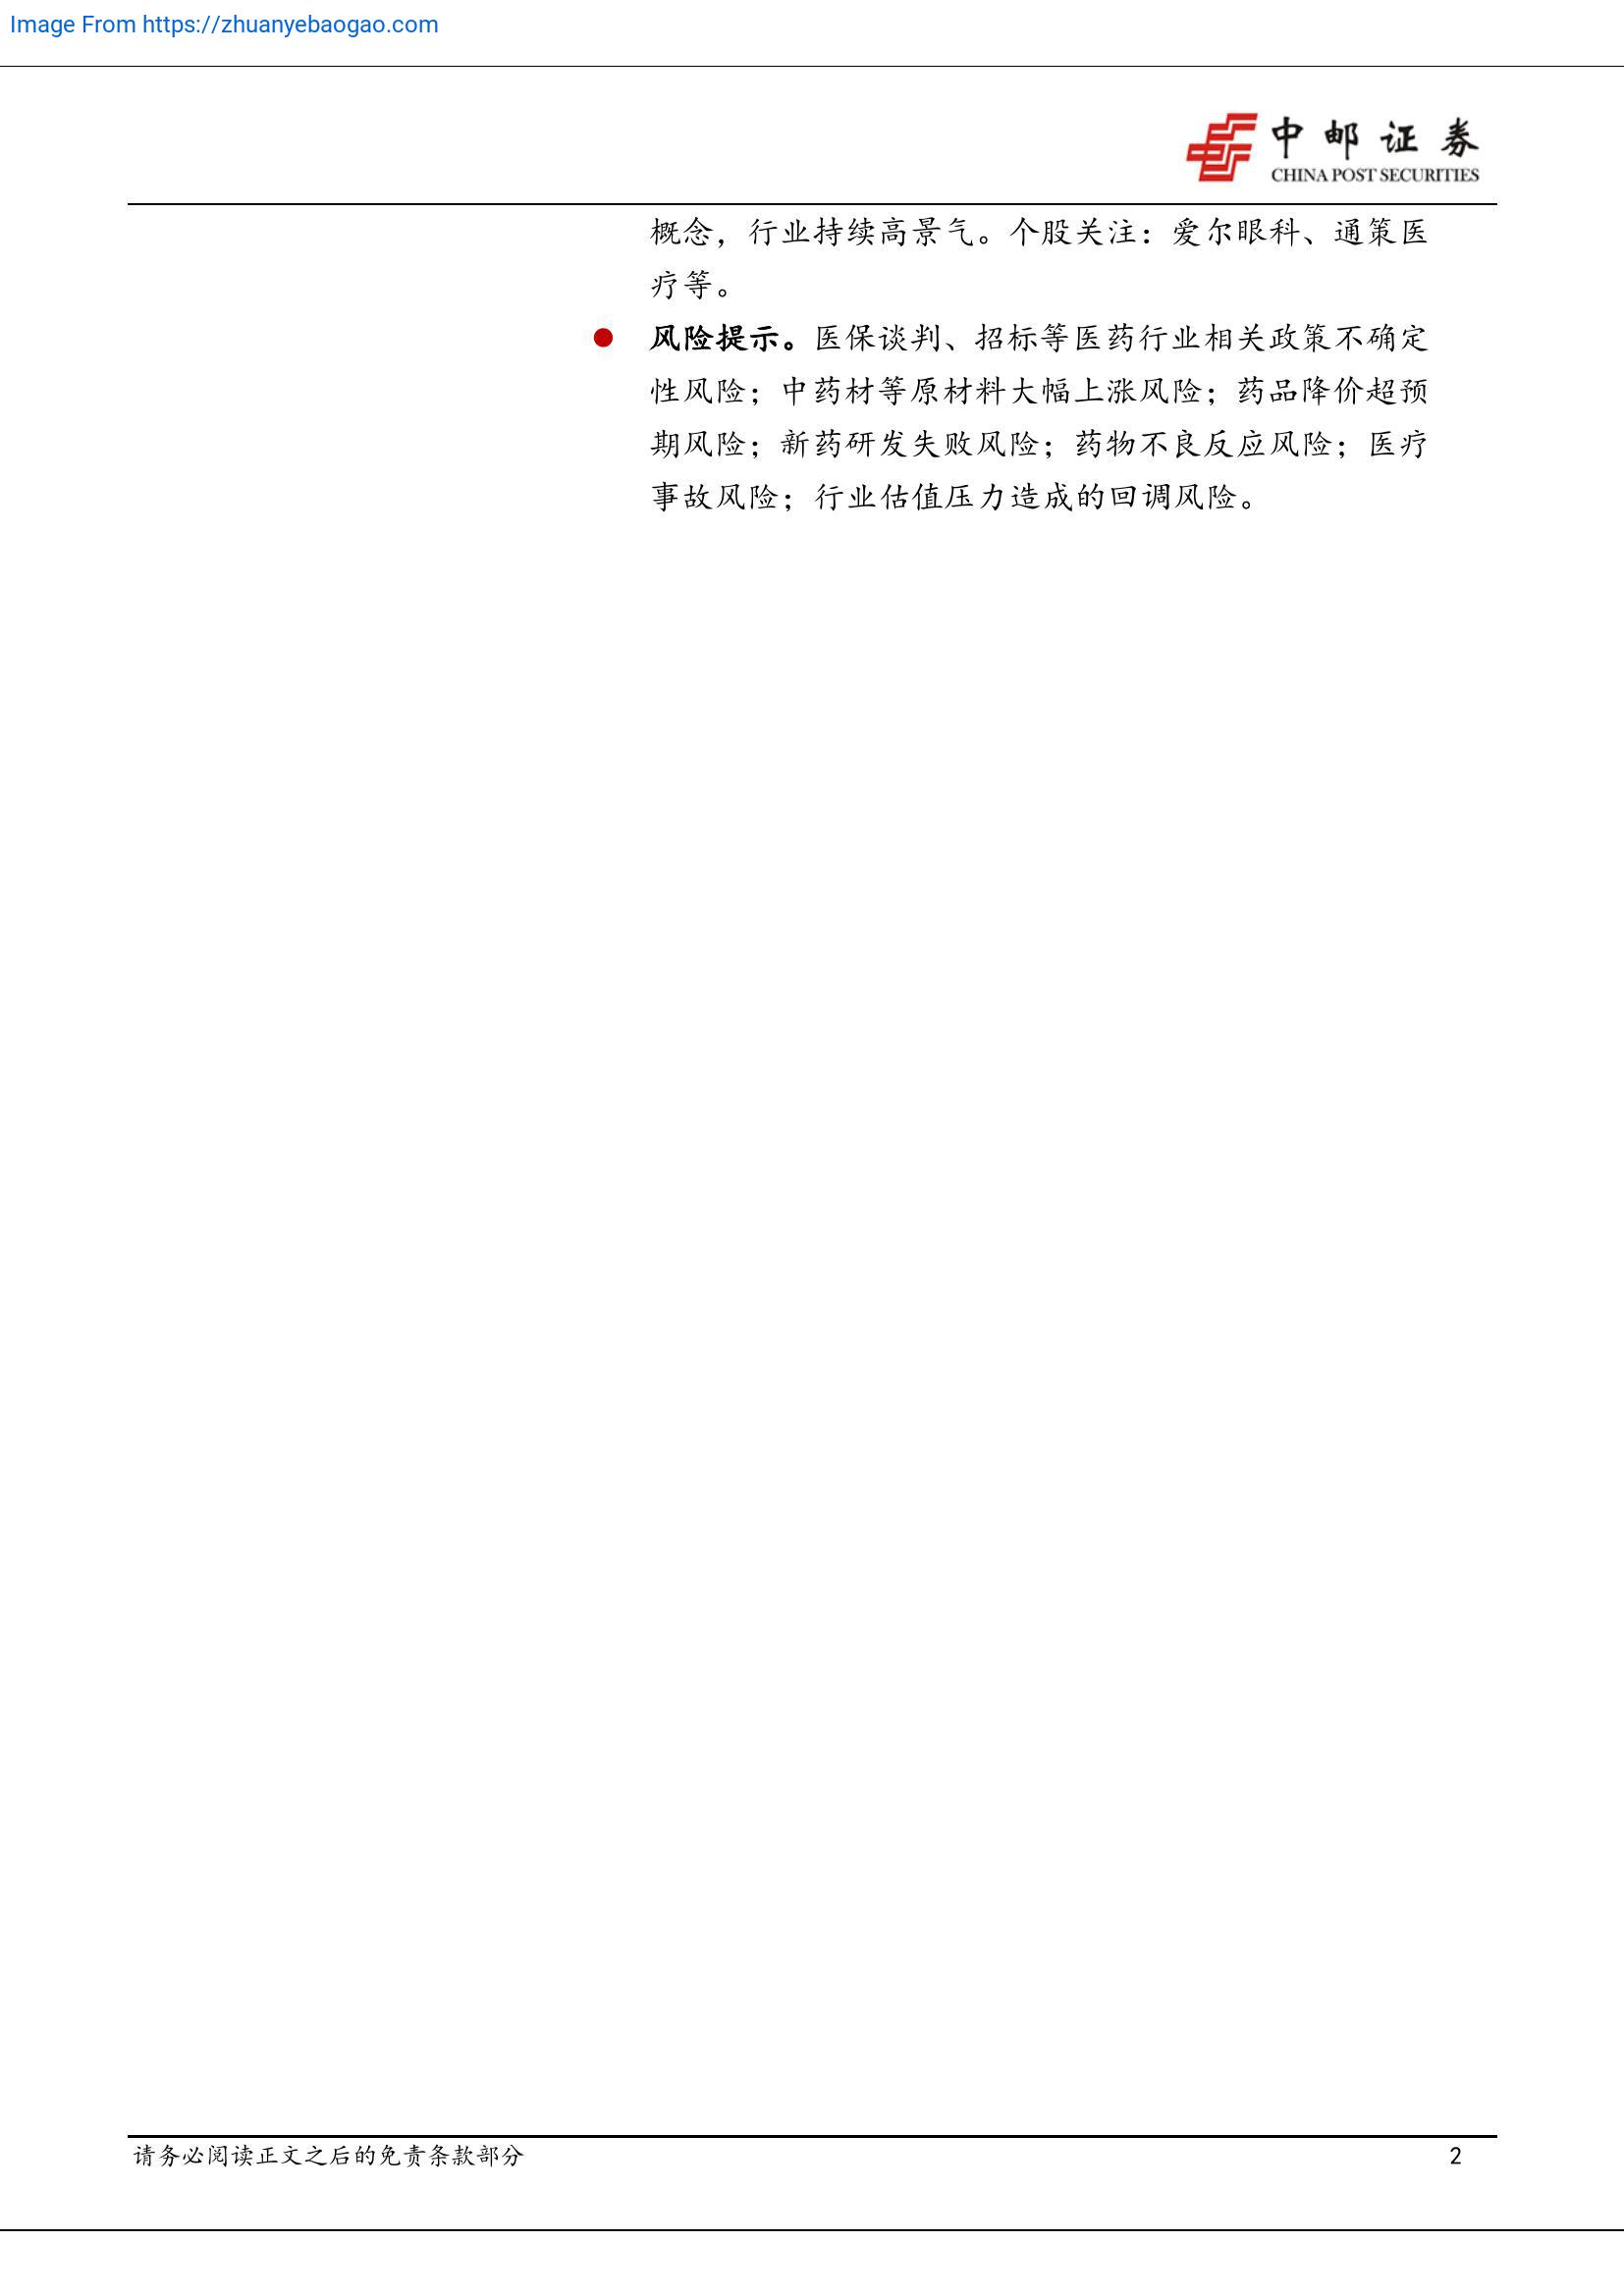 Image From https://zhuanyebaogao.com
中邮证券
CHINA POST SECURITIES
概念，行业持续高景气。个股关注：爱尔眼科、通策医
疗等。
● 风险提示。医保谈判、招标等医药行业相关政策不确定
性风险；中药材等原材料大幅上涨风险；药品降价超预
期风险；新药研发失败风险；药物不良反应风险；医疗
事故风险；行业估值压力造成的回调风险。
请务必阅读正文之后的免责条款部分 2